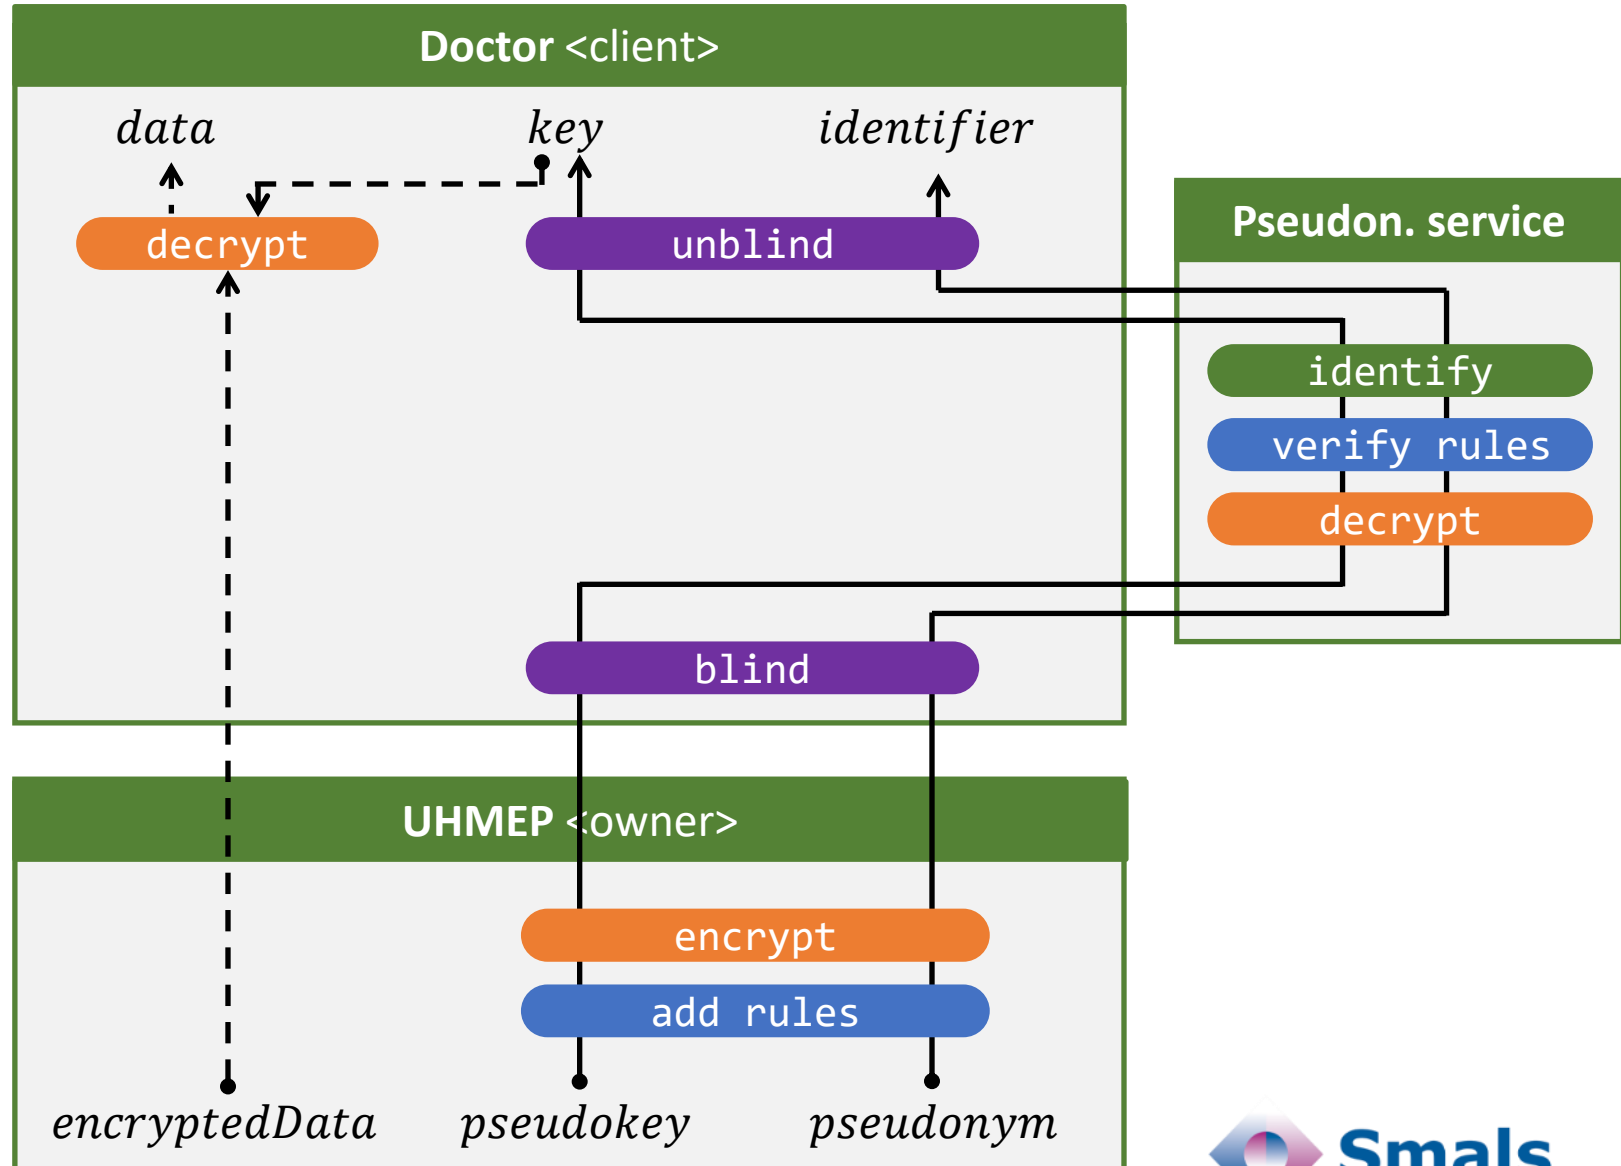 Doctor <client>
data
key
identifier
decrypt
unblind
Pseudon. service
identify
verify rules
decrypt
blind
UHMEP <owner>
encrypt
add rules
encryptedData
pseudokey
pseudonym
Smals